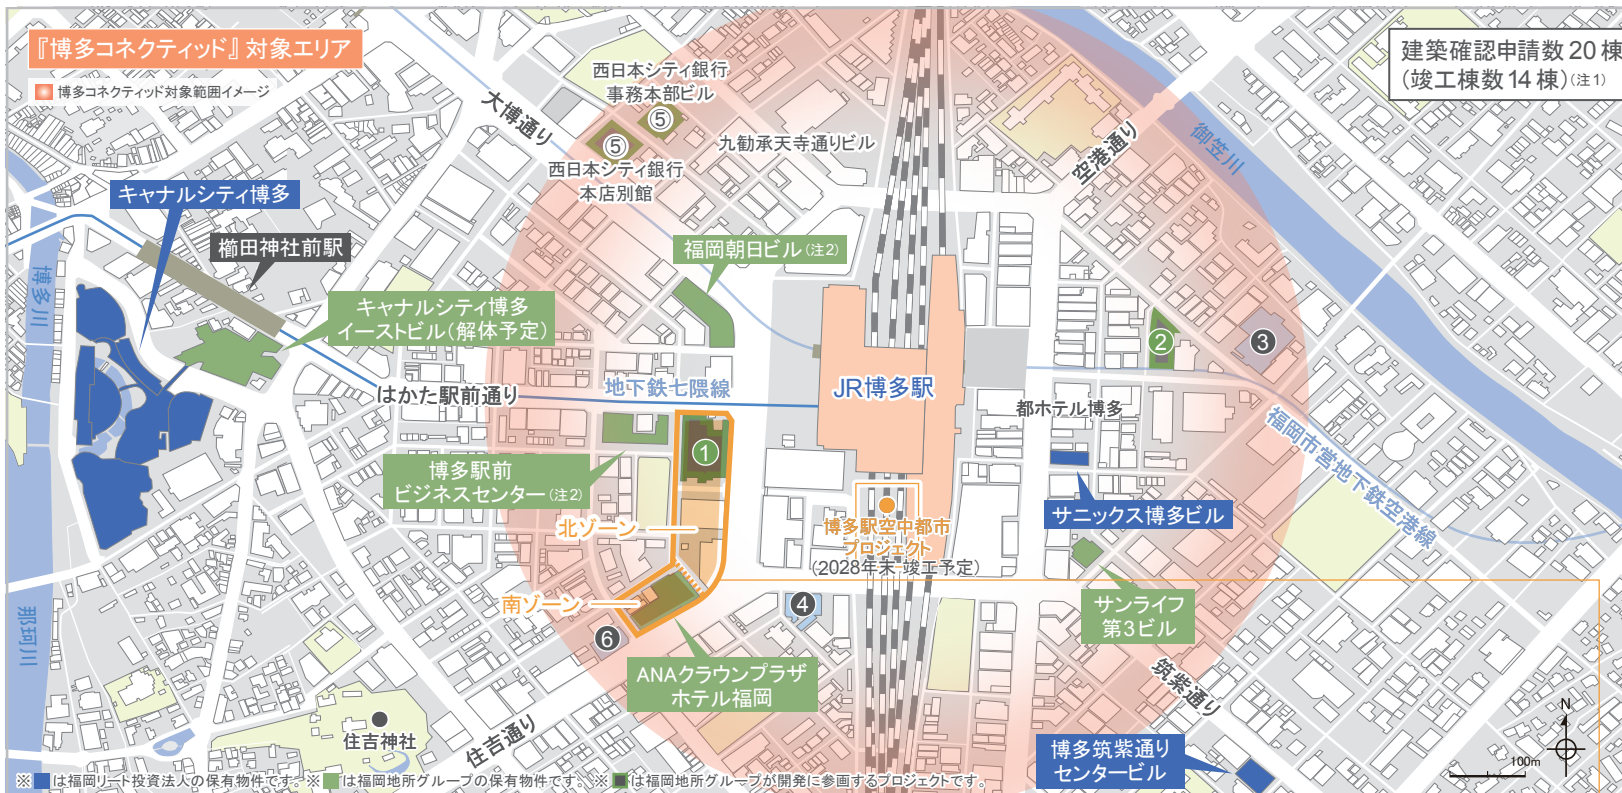 『博多コネクティッド』対象エリア
博多コネクティッド対象範囲イメージ
建築確認申請数 20 棟
(竣工棟数 14 棟)(注1)
西日本シティ銀行
事務本部ビル
⑤
⑤
西日本シティ銀行
本店別館
大博通り
九勧承天寺通りビル
空港通り
御笠川
キャナルシティ博多
櫛田神社前駅
博多川
福岡朝日ビル(注2)
キャナルシティ博多
イーストビル(解体予定)
はかた駅前通り
地下鉄七隈線
JR博多駅
2
3
都ホテル博多
福岡市営地下鉄空港線
1
博多駅前
ビジネスセンター(注2)
サニックス博多ビル
北ゾーン
博多駅空中都市
プロジェクト
(2028年末 竣工予定)
南ゾーン
4
サンライフ
第3ビル
6
那珂川
ANAクラウンプラザ
ホテル福岡
筑紫通り
住吉神社
住吉通り
博多筑紫通り
センタービル
N
100m
※ は福岡リート投資法人の保有物件です。※ は福岡地所グループの保有物件です。※ は福岡地所グループが開発に参画するプロジェクトです。